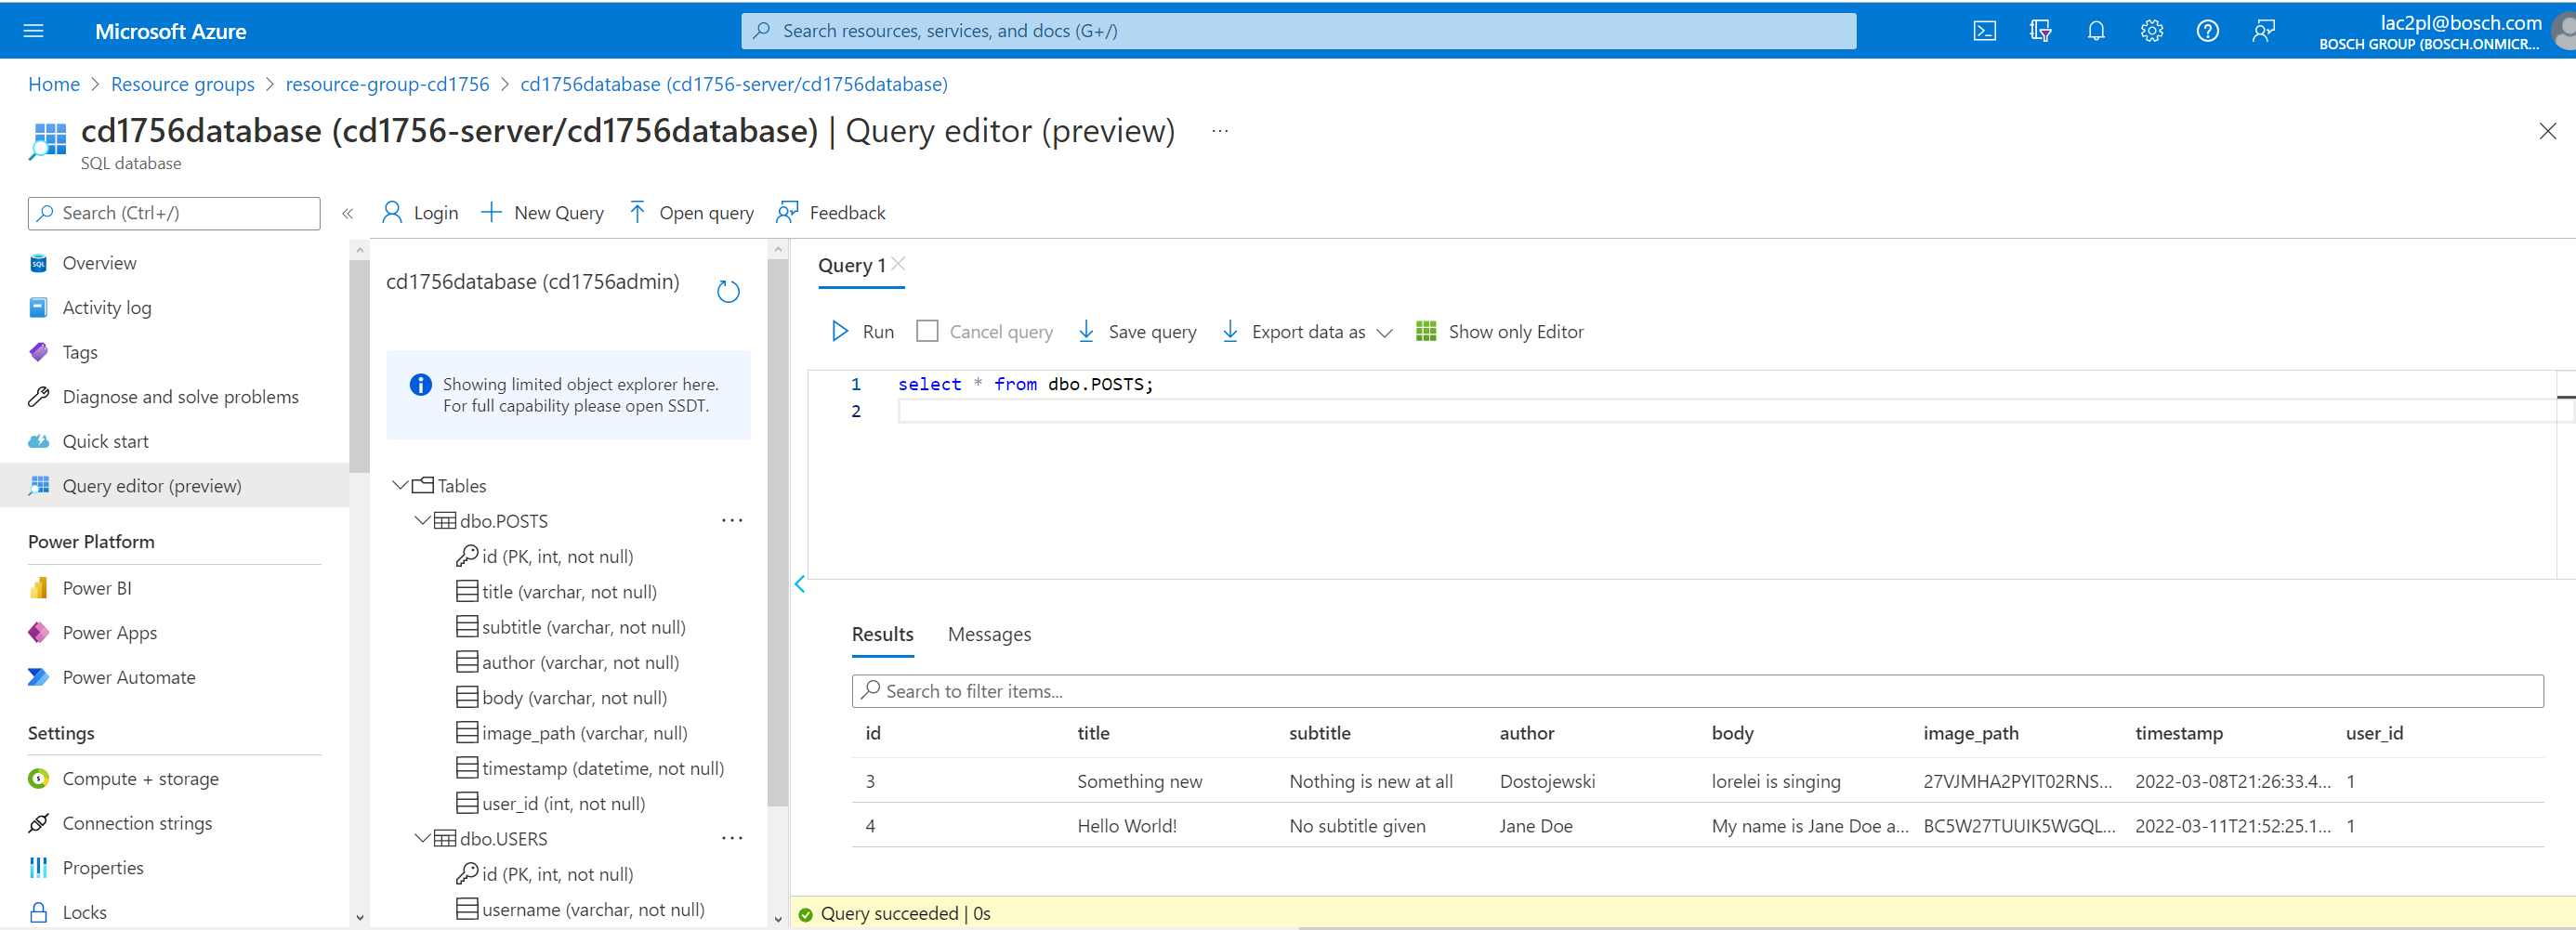 Microsoft Azure
Search resources, services, and docs (G+/)
lac2pl@bosch.com
BOSCH GROUP (BOSCH.ONMICR...
Home > Resource groups > resource-group-cd1756 > cd1756database (cd1756-server/cd1756database)
cd1756database (cd1756-server/cd1756database) | Query editor (preview) ...
SQL database
Search (Ctrl+/)
«
Overview
Activity log
Tags
Diagnose and solve problems
Quick start
Query editor (preview)
Power Platform
Power BI
Power Apps
Power Automate
Settings
Compute + storage
Connection strings
Properties
Locks
Login
New Query
Open query
Feedback
cd1756database (cd1756admin)
Showing limited object explorer here.
For full capability please open SSDT.
Tables
dbo.POSTS ...
id (PK, int, not null)
title (varchar, not null)
subtitle (varchar, not null)
author (varchar, not null)
body (varchar, not null)
image_path (varchar, null)
timestamp (datetime, not null)
user_id (int, not null)
dbo.USERS ...
id (PK, int, not null)
username (varchar, not null)
Query 1
Run
Cancel query
Save query
Export data as
Show only Editor
1 select * from dbo.POSTS;
2
Results Messages
Search to filter items...
id title subtitle author body image_path timestamp user_id
3 Something new Nothing is new at all Dostojewski lorelei is singing 27VJMHA2PYIT02RNS... 2022-03-08T21:26:33.4... 1
4 Hello World! No subtitle given Jane Doe My name is Jane Doe a... BC5W27TUUIK5WGQL... 2022-03-11T21:52:25.1... 1
Query succeeded | 0s